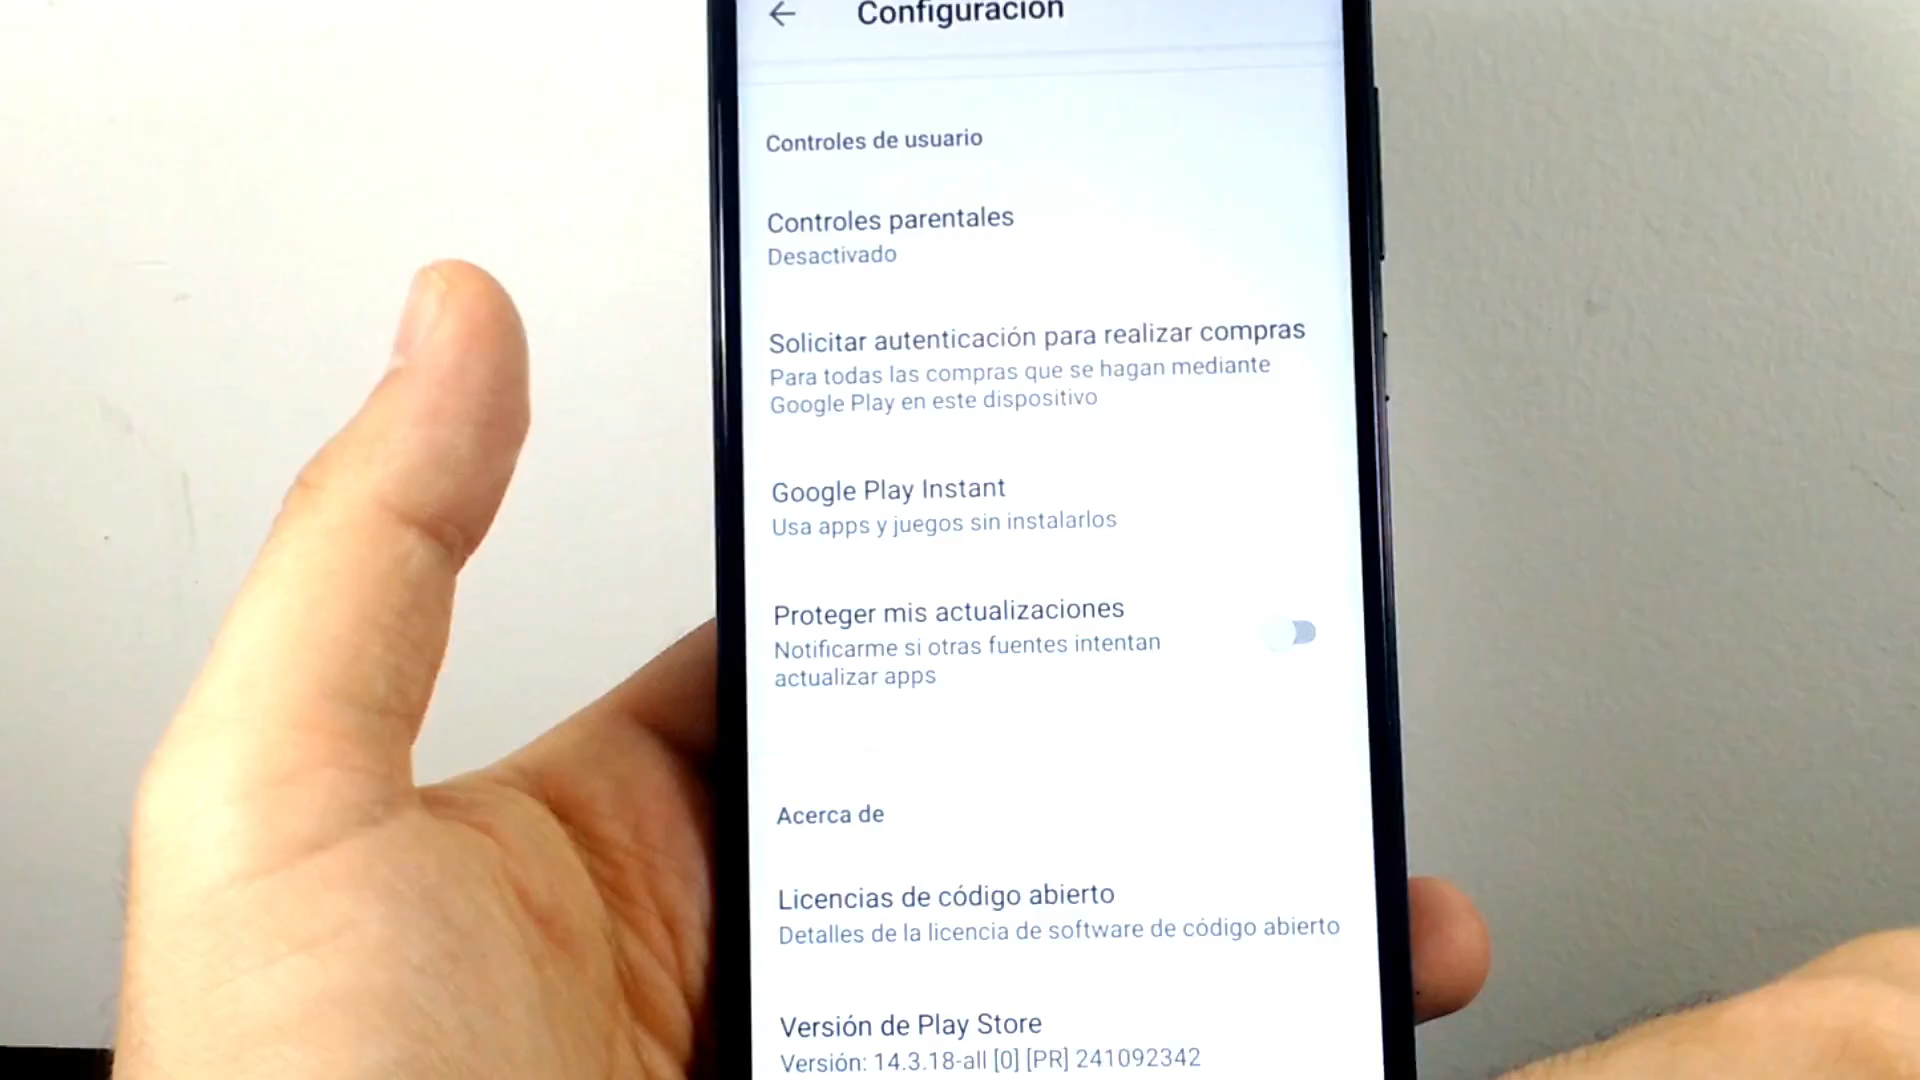 Configuración
Controles de usuario
Controles parentales
Desactivado
Solicitar autenticación para realizar compras
Para todas las compras que se hagan mediante
Google Play en este dispositivo
Google Play Instant
Usa apps y juegos sin instalarlos
Proteger mis actualizaciones
Notificarme si otras fuentes intentan
actualizar apps
Acerca de
Licencias de código abierto
Detalles de la licencia de software de código abierto
Versión de Play Store
Versión: 14.3.18-all [0] [PR] 241092342